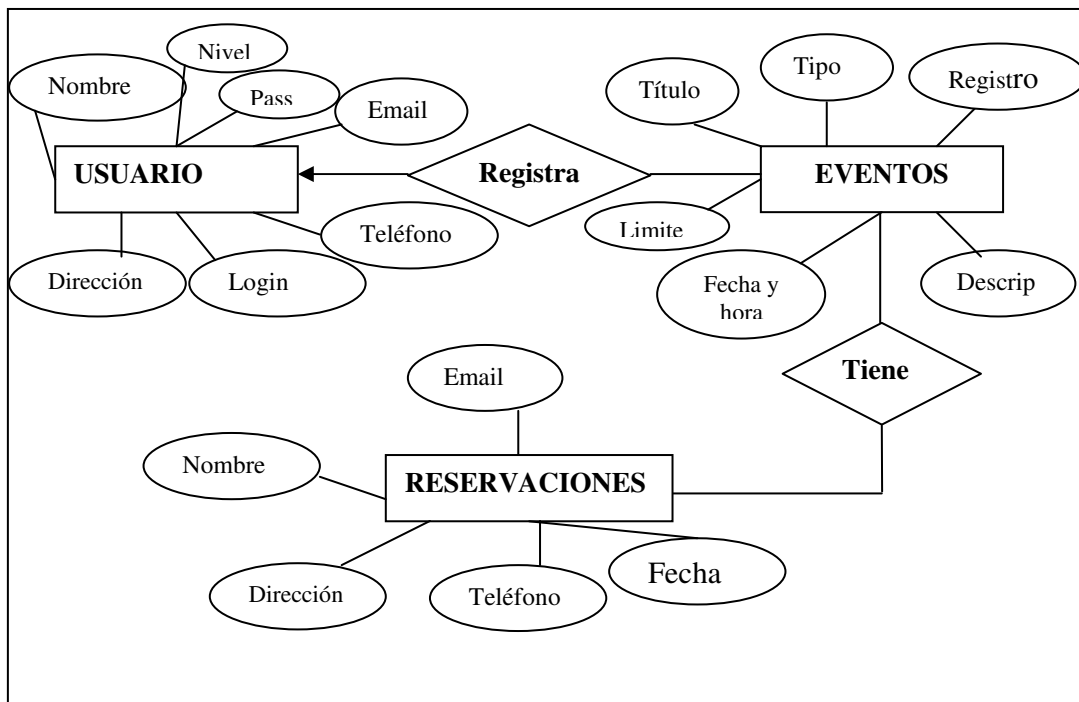 Nivel
Nombre
Pass
Email
Título
Tipo
Registro
USUARIO
Registra
EVENTOS
Teléfono
Limite
Dirección
Login
Fecha y
hora
Descrip
Tiene
Email
Nombre
RESERVACIONES
Dirección
Teléfono
Fecha